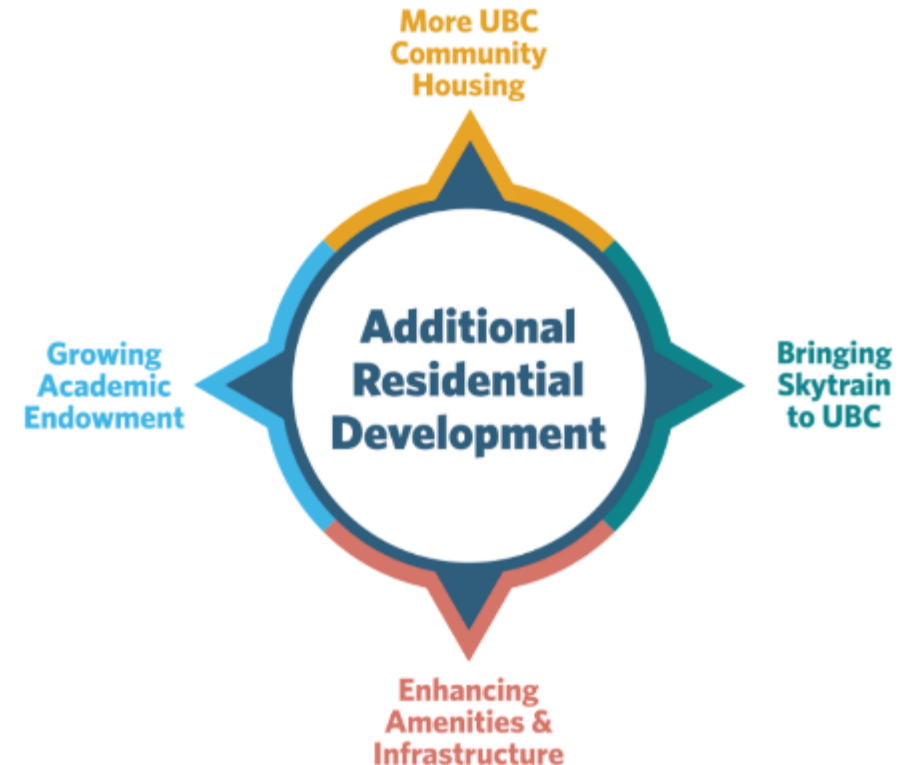 More UBC
Community
Housing
Growing
Academic
Endowment
Additional
Residential
Development
Bringing
Skytrain
to UBC
Enhancing
Amenities &
Infrastructure